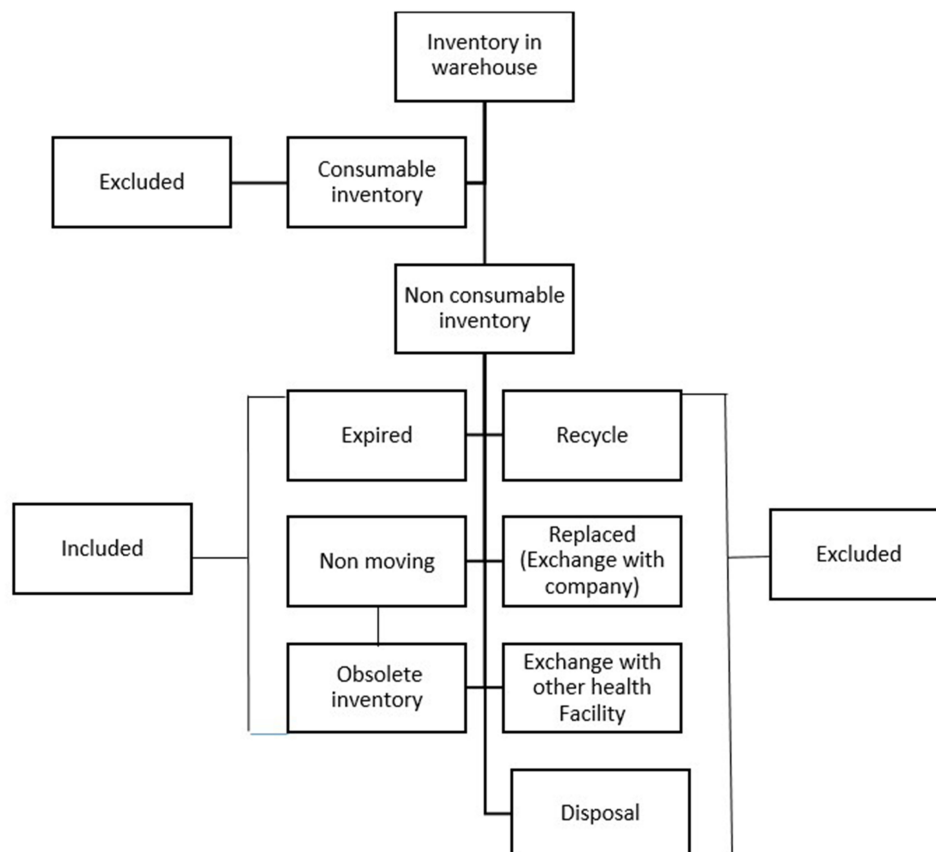 Inventory in
warehouse
Excluded
Consumable
inventory
Non consumable
inventory
Expired
Recycle
Included
Non moving
Replaced
(Exchange with
company)
Excluded
Obsolete
inventory
Exchange with
other health
Facility
Disposal